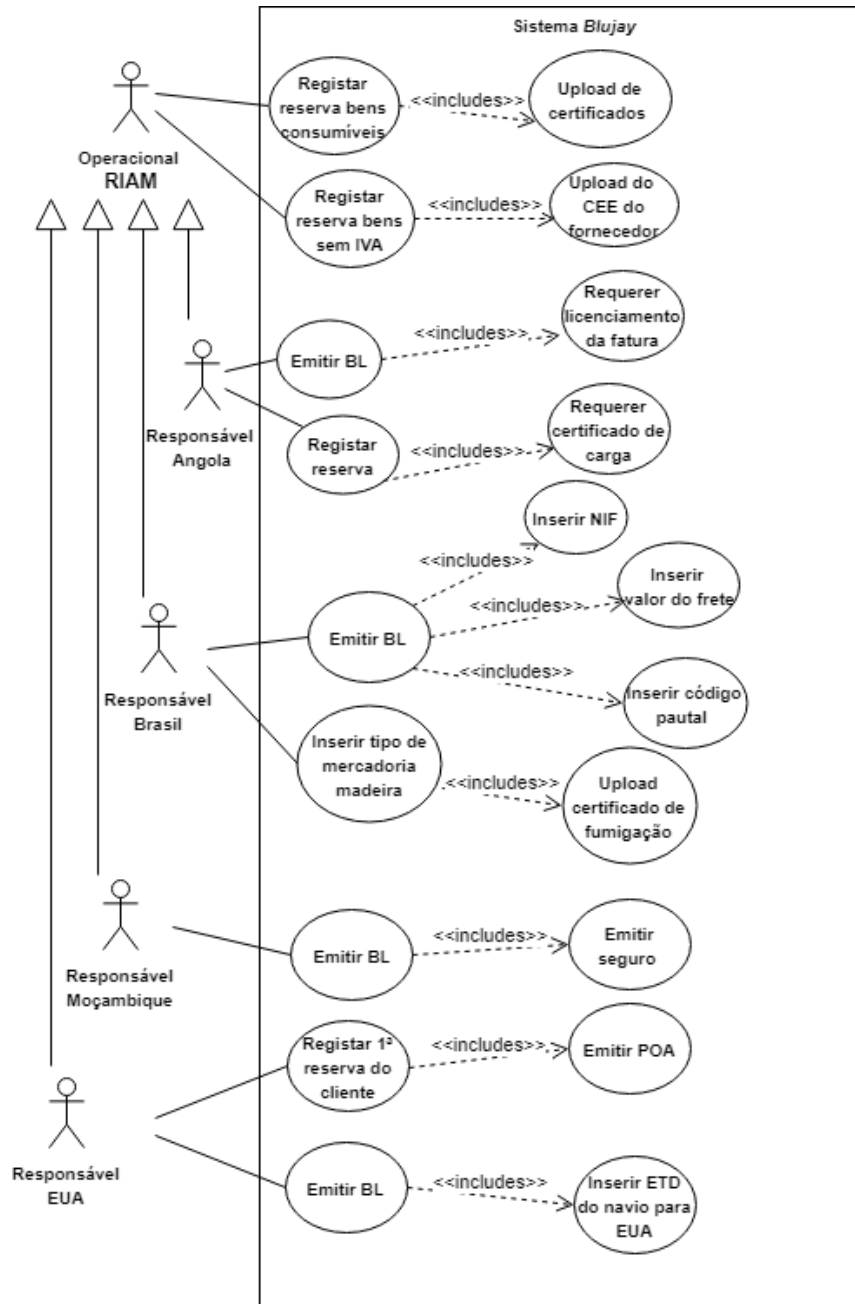 Sistema Blujay
Registar
reserva bens
consumíveis
<<includes>>
Upload de
certificados
Operacional
RIAM
Registar
reserva bens
sem IVA
<<includes>>
Upload do
CEE do
fornecedor
Requerer
licenciamento
da fatura
<<includes>>
Emitir BL
Responsável
Angola
Registar
reserva
<<includes>>
Requerer
certificado de
carga
Inserir NIF
<<includes>>
Inserir
valor do frete
<<includes>>
Emitir BL
<<includes>>
Inserir código
pautal
Responsável
Brasil
Inserir tipo de
mercadoria
madeira
<<includes>>
Upload
certificado de
fumigação
Responsável
Moçambique
Emitir BL
<<includes>>
Emitir
seguro
Registar 1ª
reserva do
cliente
<<includes>>
Emitir POA
Responsável
EUA
Emitir BL
<<includes>>
Inserir ETD
do navio para
EUA